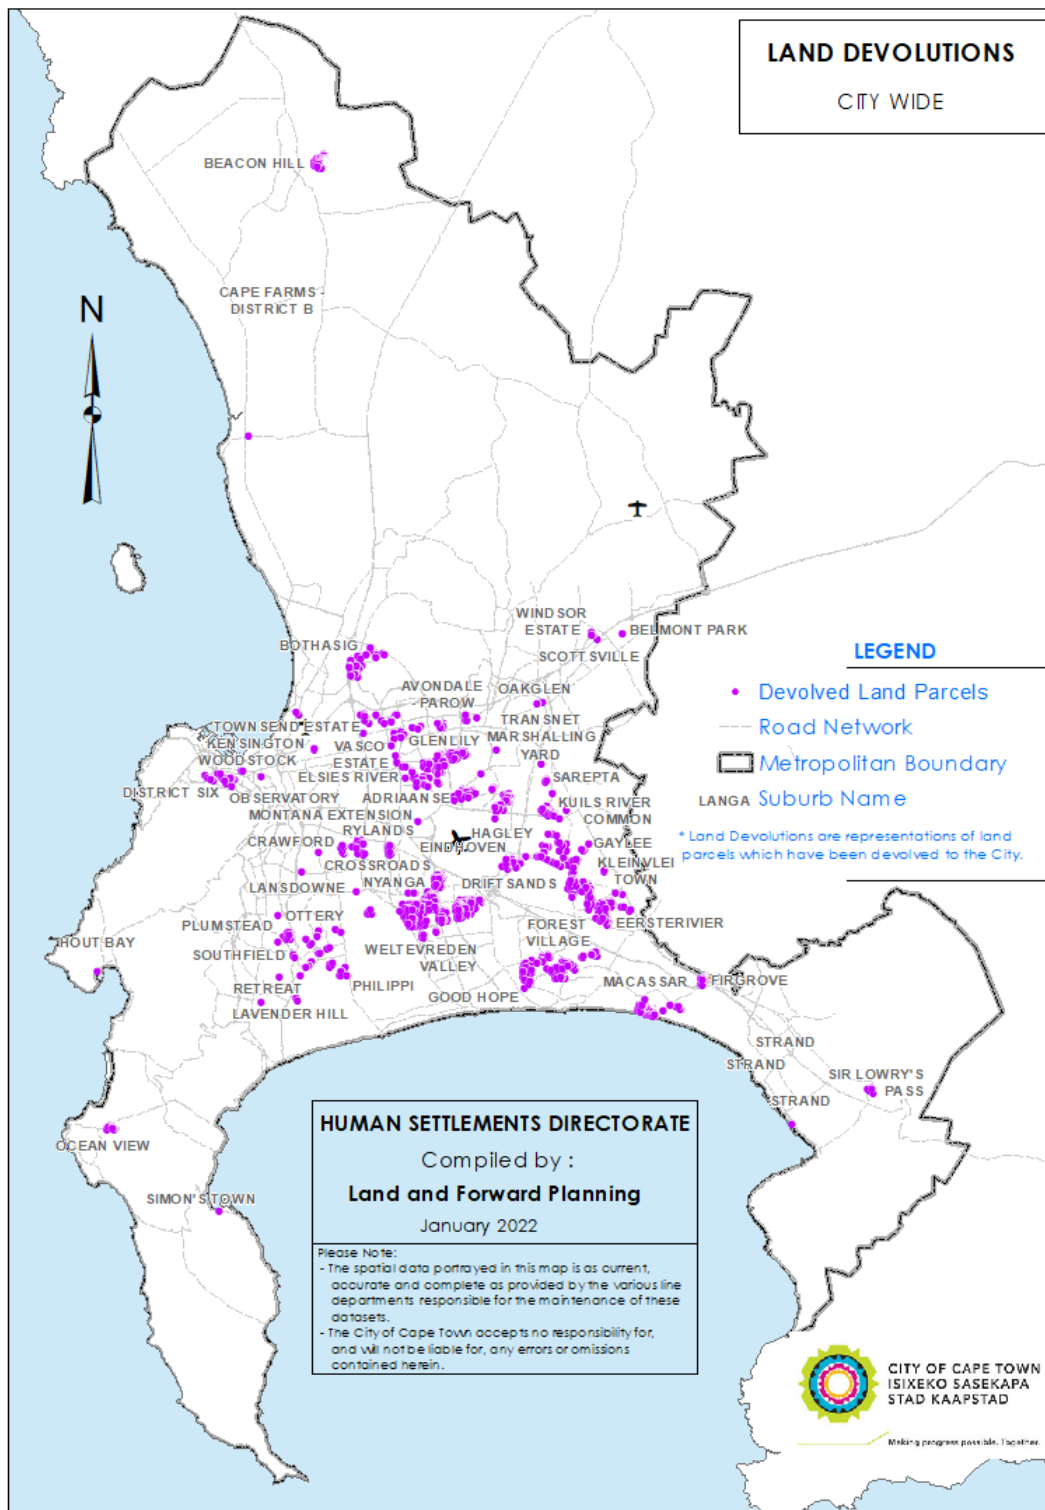 LAND DEVOLUTIONS
CITY WIDE
BEACON HILL
CAPE FARMS -
DISTRICT B
N
WINDSOR
ESTATE
BELMONT PARK
SCOTTSVILLE
BOTHASIG
AVONDALE
- PAROW
OAKGLEN
TOWNSEND ESTATE
KENSINGTON
WOODSTOCK
VASCO
ESTATE
GLENLILY
TRANSNET
MARSHALLING
YARD
ELSIES RIVER
SAREPTA
DISTRICT SIX
OBSERVATORY
ADRIAANSE
KUILS RIVER
COMMON
MONTANA EXTENSION
RYLANDS
HAGLEY
CRAWFORD
EINDHOVEN
GAYLEE
CROSSROADS
KLEINVLEI
TOWN
NYANGA
DRIFTSANDS
LANSDOWNE
OTTERY
PLUMSTEAD
FOREST
VILLAGE
EERSTERIVIER
HOUT BAY
SOUTHFIELD
WELTEVREDEN
VALLEY
RETREAT
PHILIPPI
GOOD HOPE
MACASSAR
FIRGROVE
LAVENDER HILL
STRAND
STRAND
SIR LOWRY'S
PASS
STRAND
OCEAN VIEW
SIMON'S TOWN
LEGEND
Devolved Land Parcels
Road Network
Metropolitan Boundary
LANGA Suburb Name
* Land Devolutions are representations of land
parcels which have been devolved to the City.
HUMAN SETTLEMENTS DIRECTORATE
Compiled by :
Land and Forward Planning
January 2022
Please Note:
- The spatial data portrayed in this map is as current,
accurate and complete as provided by the various line
departments responsible for the maintenance of these
datasets.
- The City of Cape Town accepts no responsibility for,
and will not be liable for, any errors or omissions
contained herein.
CITY OF CAPE TOWN
ISIXEKO SASEKAPA
STAD KAAPSTAD
Making progress possible. Together.